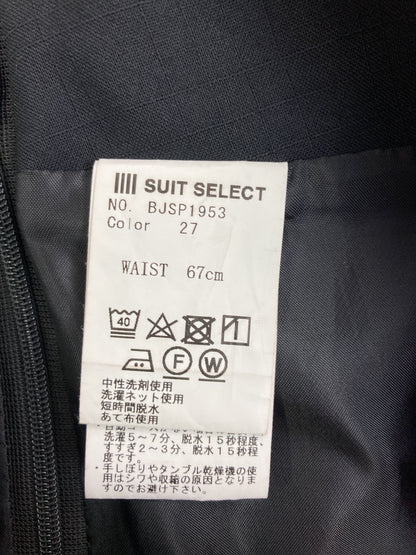 SUIT SELECT
NO. BJSP1953
Color 27
WAIST 67cm
40
F W
中性洗剤使用
洗濯ネット使用
短時間脱水
あて布使用
洗濯5~7分、脱水15秒程度、
すすぎ2~3分、脱水15秒程
度です。
・手しぼりやタンブル乾燥機の使
用はシワや収縮の原因となりま
すのでお避け下さい。